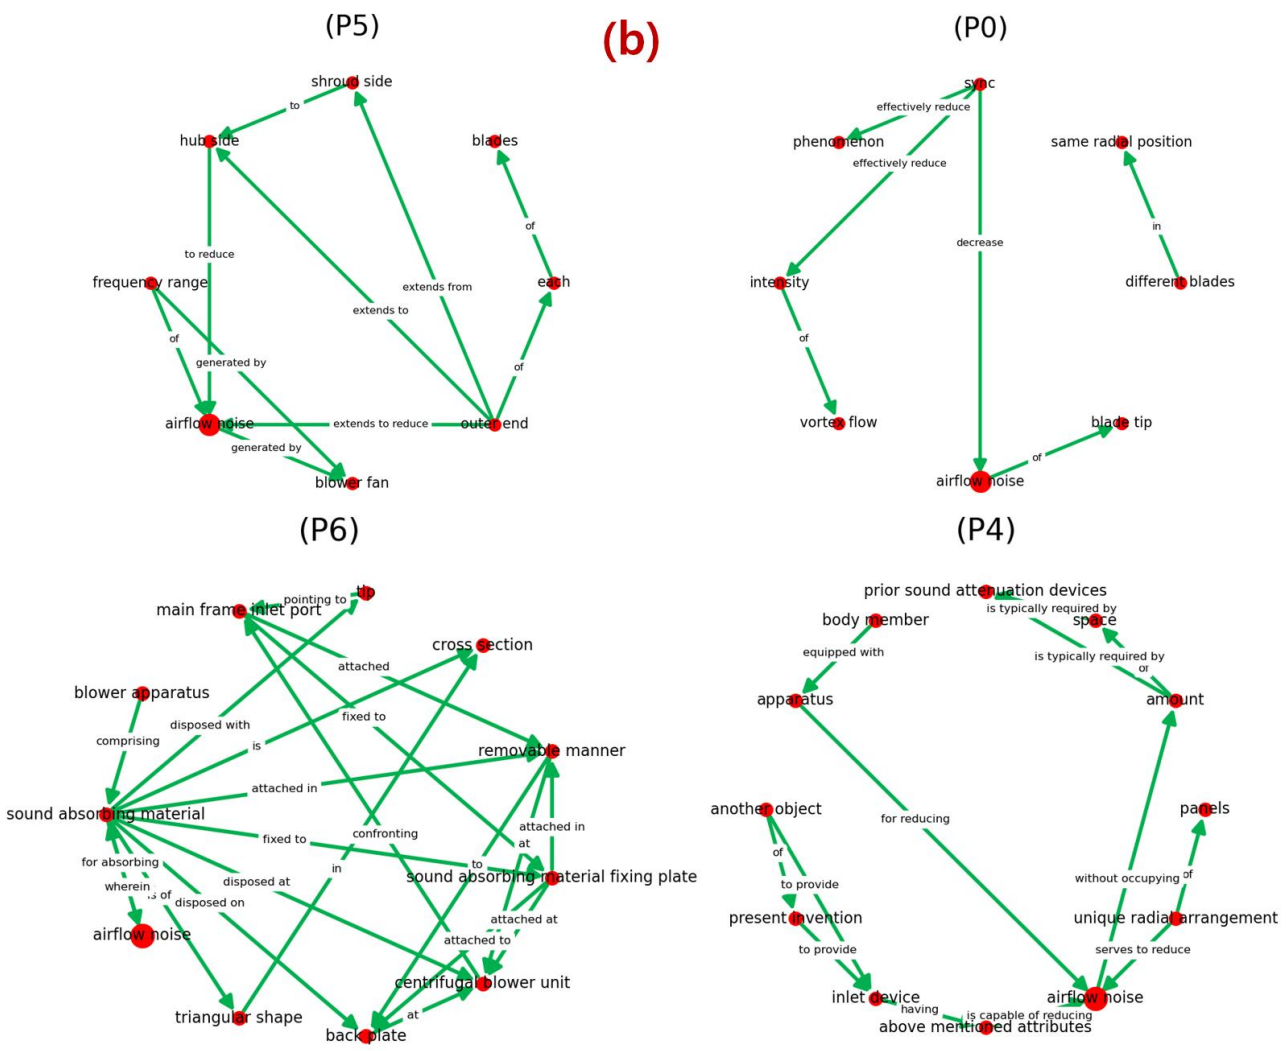 (P5)
(b)
(P0)
shroud side
to
hub side
blades
of
to reduce
frequency range
each
extends from
extends to
of
generated by
of
airflow noise
extends to reduce
outer end
generated by
blower fan
sync
effectively reduce
phenomenon
same radial position
effectively reduce
in
decrease
intensity
different blades
of
vortex flow
blade tip
of
airflow noise
(P6)
tip
pointing to
main frame inlet port
cross section
attached
blower apparatus
fixed to
disposed with
comprising
is
removable manner
attached in
sound absorbing material
attached in
confronting
fixed to
at
for absorbing
in
to
sound absorbing material fixing plate
wherein
disposed at
is of
disposed on
attached at
airflow noise
attached to
centrifugal blower unit
triangular shape
at
back plate
(P4)
prior sound attenuation devices
is typically required by
body member
space
equipped with
is typically required by
of
apparatus
amount
another object
panels
for reducing
of
to provide
without occupying
of
present invention
unique radial arrangement
to provide
serves to reduce
inlet device
airflow noise
having
is capable of reducing
above mentioned attributes